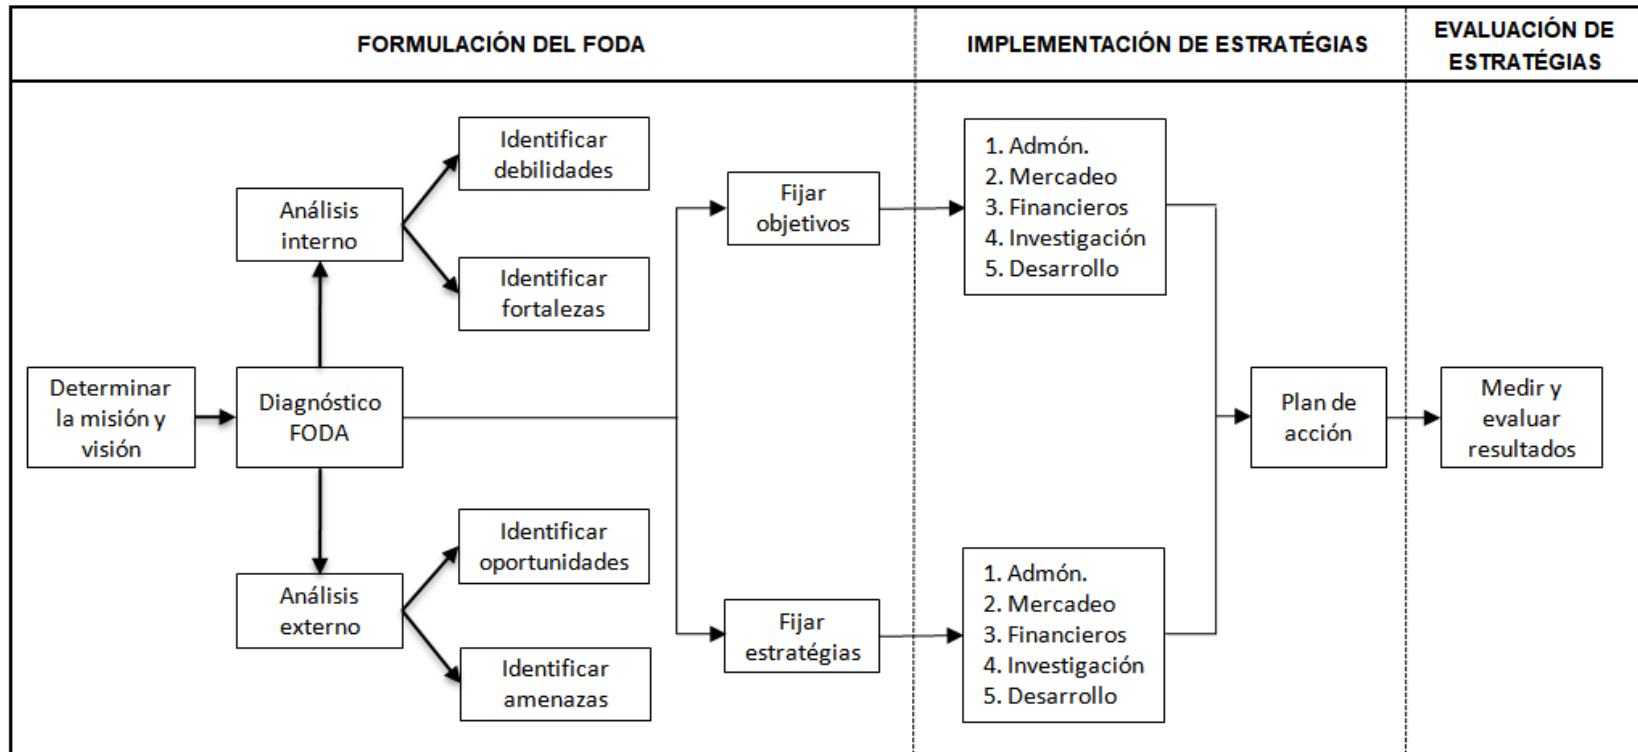 FORMULACIÓN DEL FODA
IMPLEMENTACIÓN DE ESTRATÉGIAS
EVALUACIÓN DE
ESTRATÉGIAS
Determinar
la misión y
visión
Diagnóstico
FODA
Análisis
interno
Identificar
debilidades
Identificar
fortalezas
Análisis
externo
Identificar
oportunidades
Identificar
amenazas
Fijar
objetivos
Fijar
estratégias
1. Admón.
2. Mercadeo
3. Financieros
4. Investigación
5. Desarrollo
1. Admón.
2. Mercadeo
3. Financieros
4. Investigación
5. Desarrollo
Plan de
acción
Medir y
evaluar
resultados